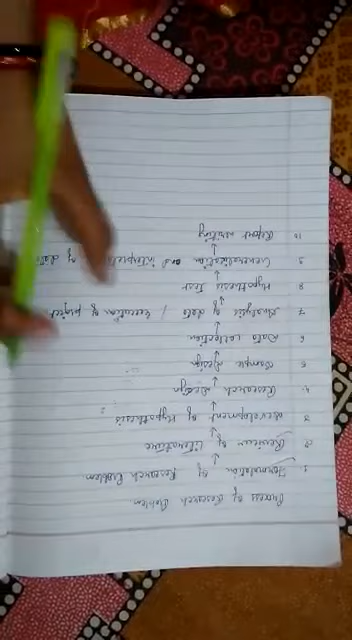 Process of Research Problem
1. Formulation of Research Problem
↓
2. Review of Literature
↓
3. Development of Hypothesis
↓
4. Research Design
↓
5. Sample Design
↓
6. Data collection
↓
7. Analysis of data / Execution of project
↓
8. Hypothesis test
↓
9. Generalisation and interpretation of data
↓
10. Report writing